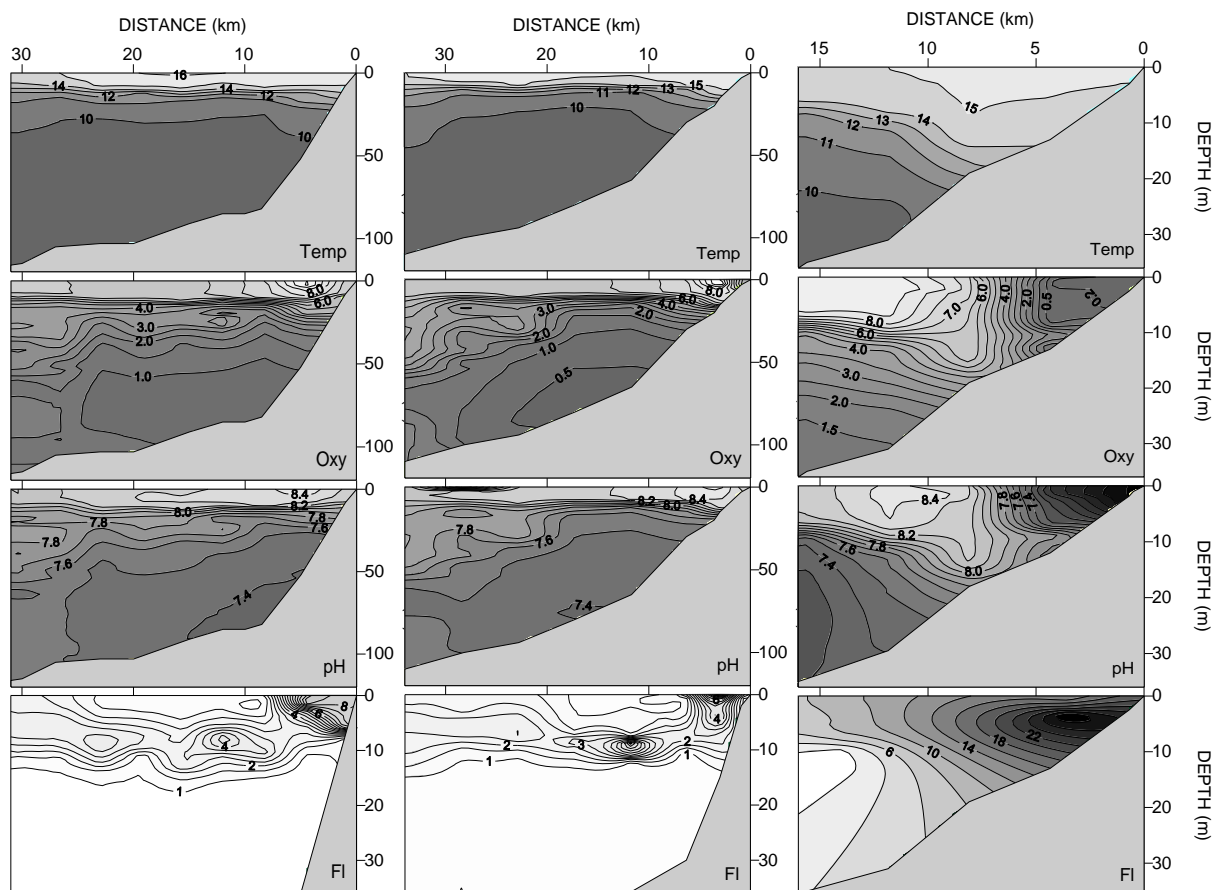 DISTANCE (km) DISTANCE (km) DISTANCE (km)
30 20 10 0 30 20 10 0 15 10 5 0
16 14 14 12 12 10 10 0 -50 -100 Temp
15 13 12 11 10 0 -50 -100 Temp
15 14 13 12 11 10 0 -10 -20 -30 Temp
DEPTH (m)
8.0 6.0 4.0 3.0 2.0 1.0 0 -50 -100 Oxy
8.0 6.0 7.0 4.0 3.0 2.0 2.0 1.0 0.5 0 -50 -100 Oxy
8.0 7.0 6.0 6.0 4.0 4.0 3.0 2.0 2.0 2.0 1.5 0.5 0 -10 -20 -30 Oxy
DEPTH (m)
8.4 8.2 8.0 7.8 7.8 7.8 7.8 7.6 7.4 0 -50 -100 pH
8.4 8.2 8.0 7.8 7.6 7.4 0 -50 -100 pH
8.4 8.2 8.0 7.8 7.8 7.6 7.6 7.4 7.4 0 -10 -20 -30 pH
DEPTH (m)
8 6 4 4 2 1 0 -10 -20 -30 Fl
4 3 2 2 1 1 0 -10 -20 -30 Fl
22 18 14 10 6 0 -10 -20 -30 Fl
DEPTH (m)